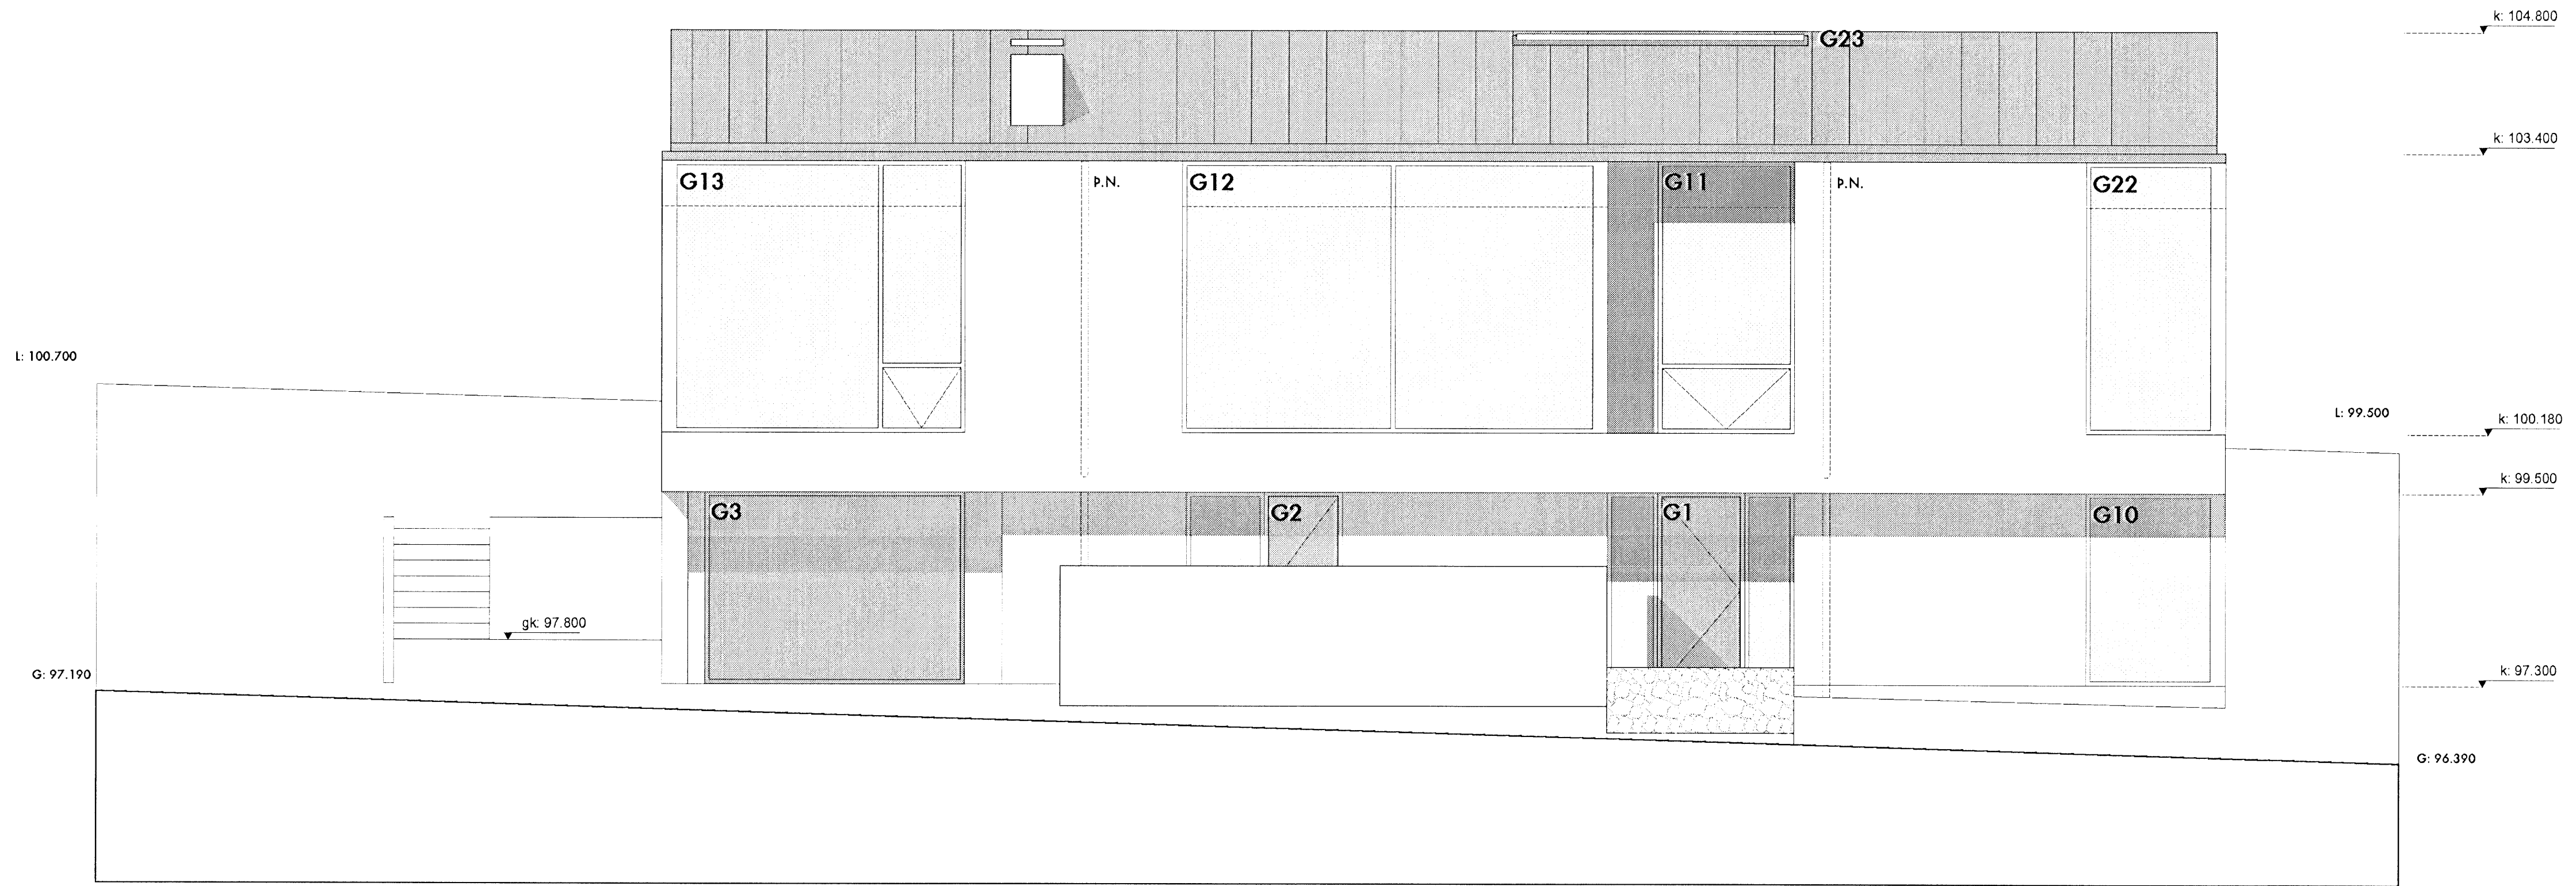 k: 104.800
G23
k: 103.400
G13
Þ.N.
G12
G11
Þ.N.
G22
L: 100.700
L: 99.500
k: 100.180
k: 99.500
G3
G2
G1
G10
gk: 97.800
G: 97.190
k: 97.300
G: 96.390